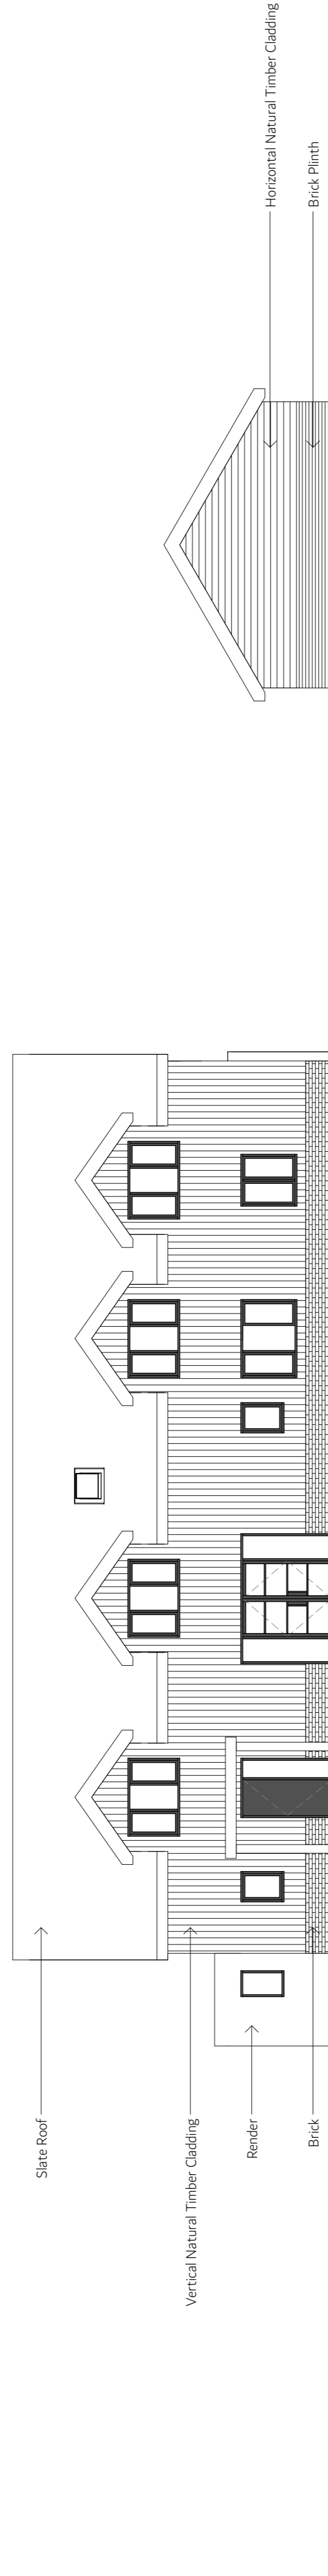 Slate Roof
Vertical Natural Timber Cladding
Render
Brick
Horizontal Natural Timber Cladding
Brick Plinth